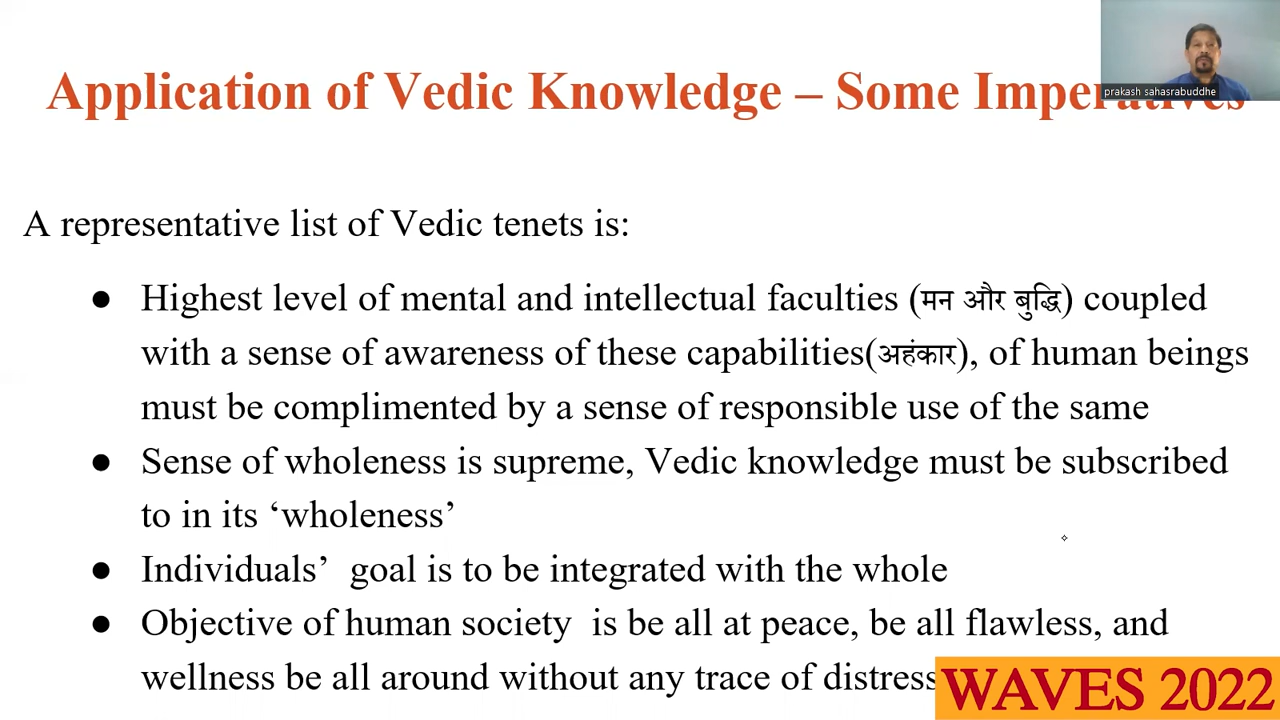 Application of Vedic Knowledge – Some Imperatives
prakash sahasrabuddhe
A representative list of Vedic tenets is:
● Highest level of mental and intellectual faculties (मन और बुद्धि) coupled
with a sense of awareness of these capabilities(अहंकार), of human beings
must be complimented by a sense of responsible use of the same
● Sense of wholeness is supreme, Vedic knowledge must be subscribed
to in its ‘wholeness’
● Individuals’ goal is to be integrated with the whole
● Objective of human society is be all at peace, be all flawless, and
wellness be all around without any trace of distress
WAVES 2022